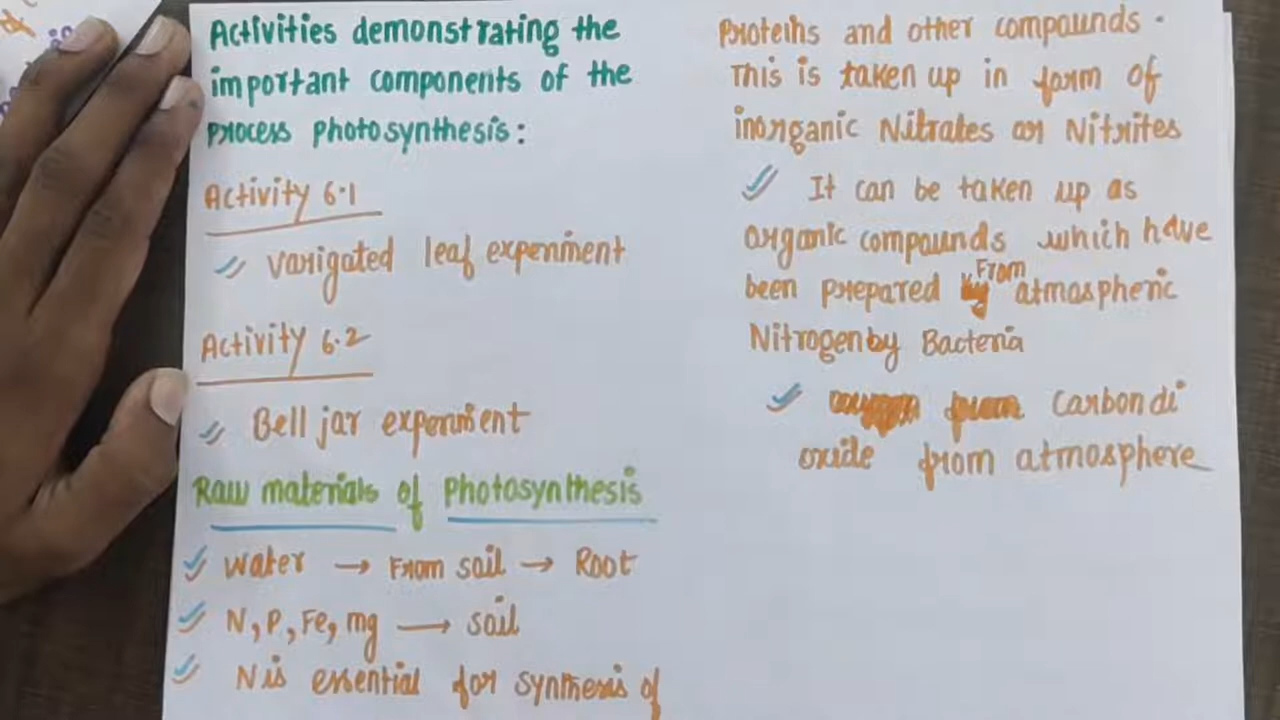 Activities demonstrating the
important components of the
process photosynthesis:
Activity 6.1
varigated leaf experiment
Activity 6.2
Bell jar experiment
Raw materials of photosynthesis
Water → From soil → Root
N, P, Fe, mg → soil
N is essential for synthesis of
Proteins and other compounds.
This is taken up in form of
inorganic Nitrates or Nitrites
It can be taken up as
organic compounds which have
been prepared From atmospheric
Nitrogen by Bacteria
Carbondi
oxide from atmosphere